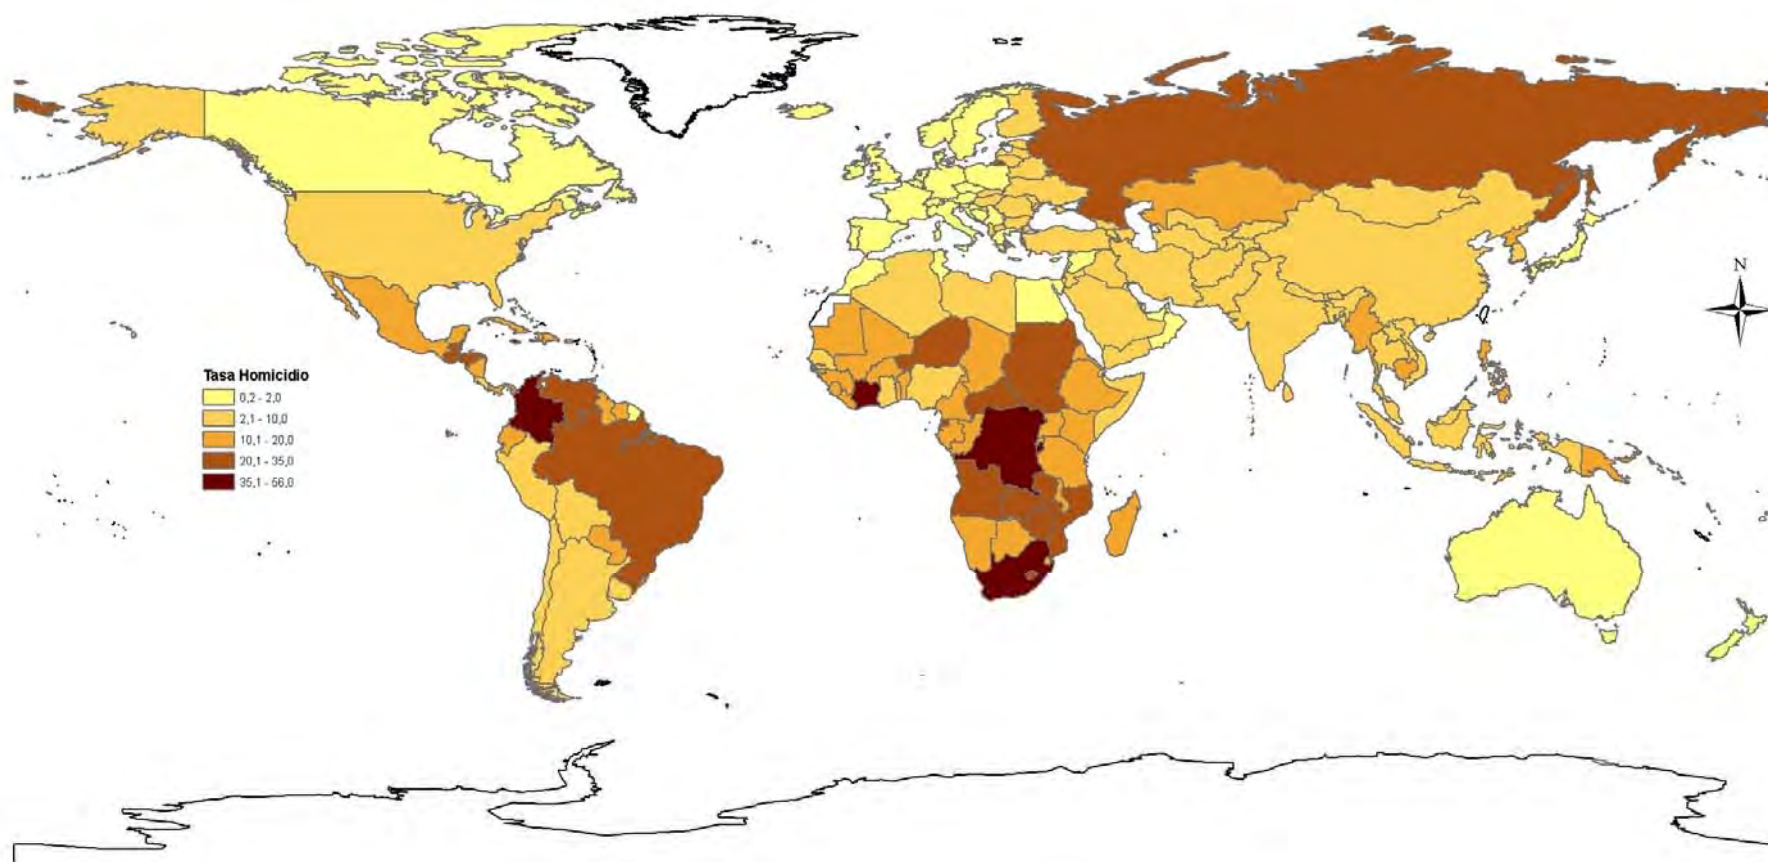 N
Tasa Homicidio
0,2 - 2,0
2,1 - 10,0
10,1 - 20,0
20,1 - 35,0
35,1 - 56,0